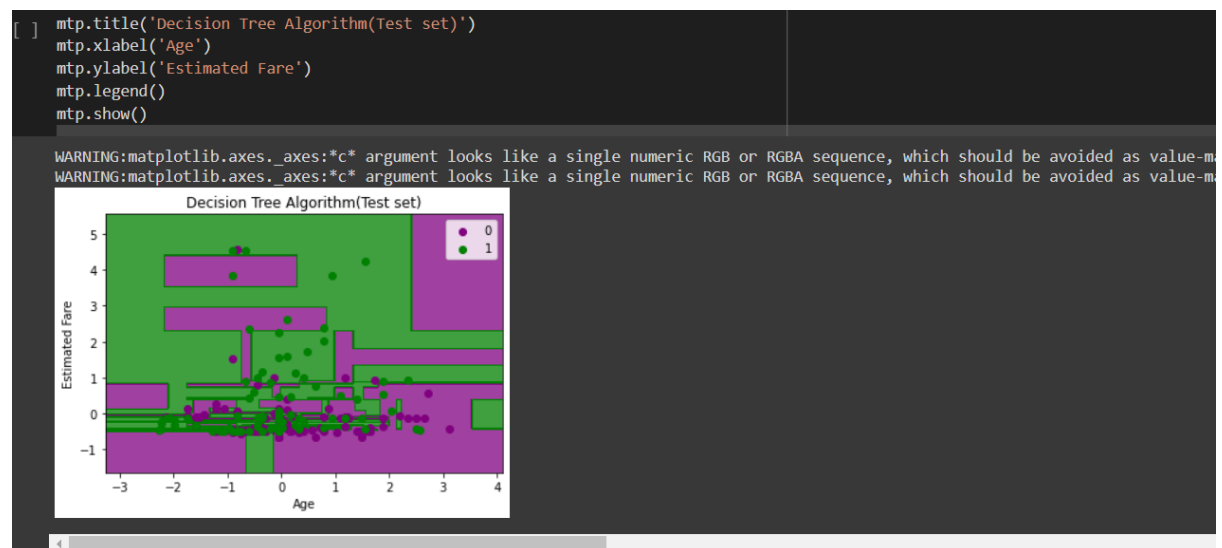 [ ] mtp.title('Decision Tree Algorithm(Test set)')
mtp.xlabel('Age')
mtp.ylabel('Estimated Fare')
mtp.legend()
mtp.show()
WARNING:matplotlib.axes._axes:*c* argument looks like a single numeric RGB or RGBA sequence, which should be avoided as value-ma
WARNING:matplotlib.axes._axes:*c* argument looks like a single numeric RGB or RGBA sequence, which should be avoided as value-ma
Decision Tree Algorithm(Test set)
0
1
Estimated Fare
5
4
3
2
1
0
−1
−3 −2 −1 0 1 2 3 4
Age